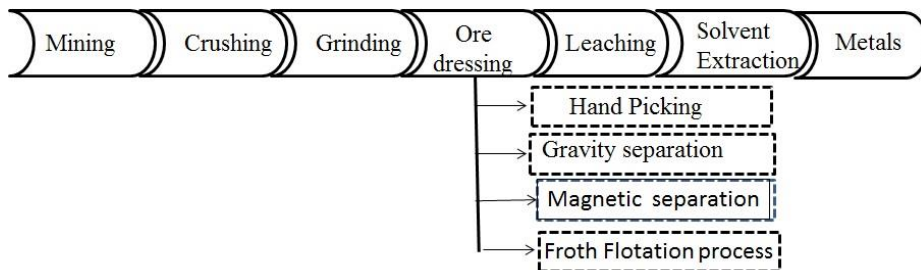 Mining
Crushing
Grinding
Ore
dressing
Leaching
Solvent
Extraction
Metals
Hand Picking
Gravity separation
Magnetic separation
Froth Flotation process